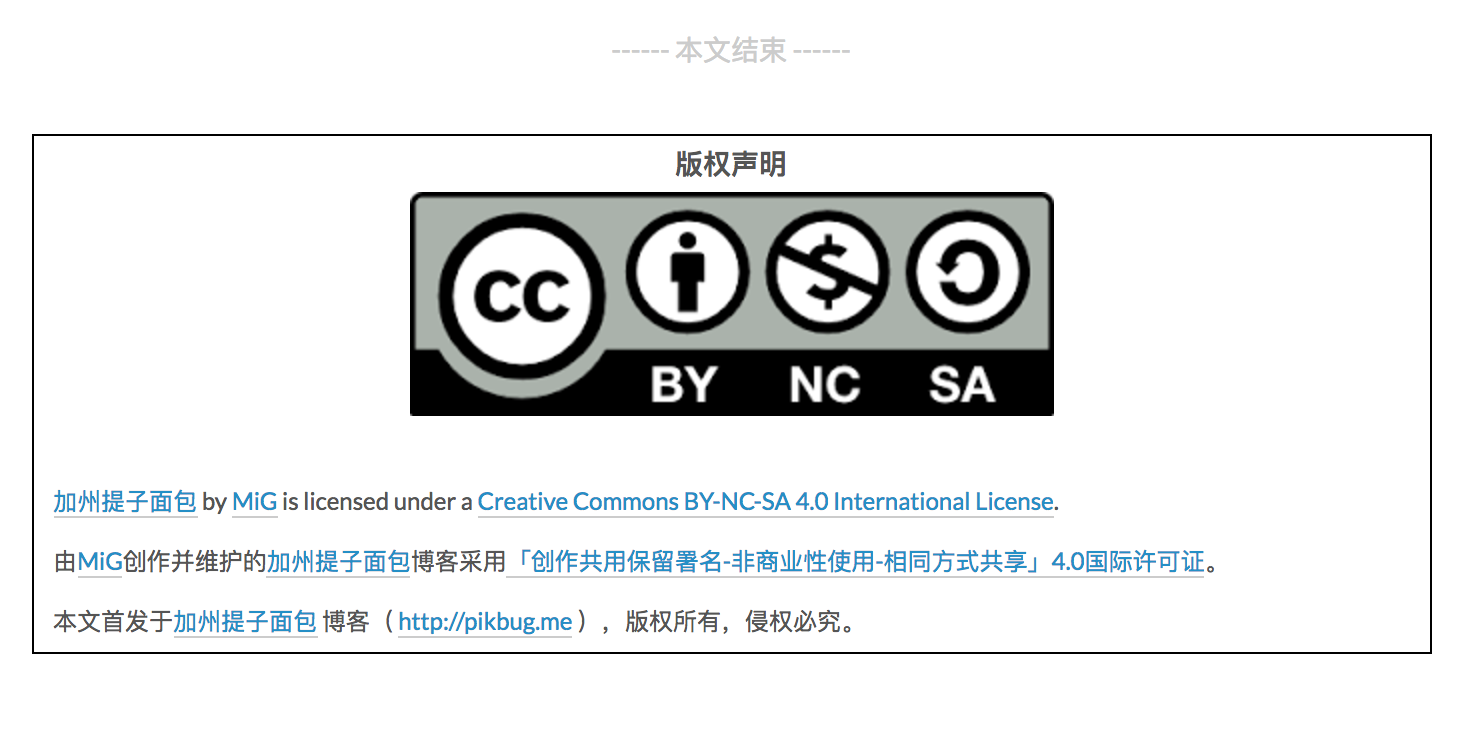 ------ 本文结束 ------
版权声明
cc
BY NC SA
加州提子面包 by MiG is licensed under a Creative Commons BY-NC-SA 4.0 International License.
由MiG创作并维护的加州提子面包博客采用「创作共用保留署名-非商业性使用-相同方式共享」4.0国际许可证。
本文首发于加州提子面包 博客（ http://pikbug.me ），版权所有，侵权必究。